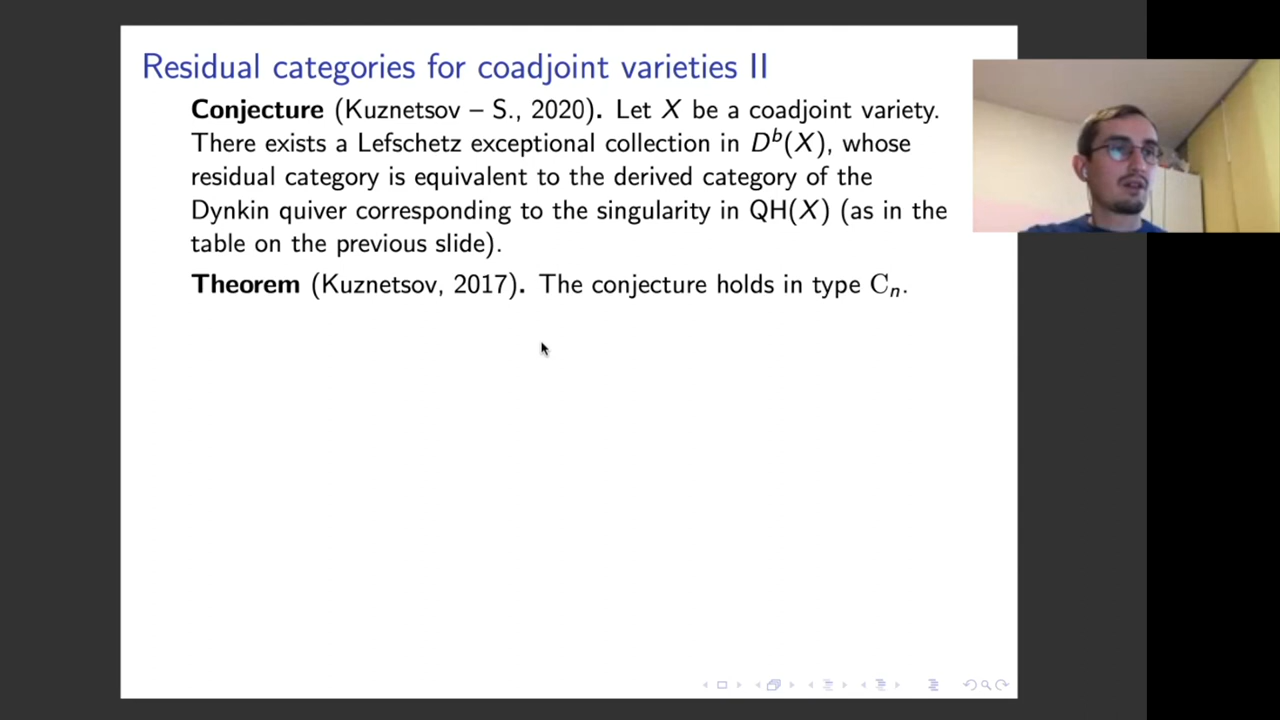 Residual categories for coadjoint varieties II
Conjecture (Kuznetsov – S., 2020). Let X be a coadjoint variety.
There exists a Lefschetz exceptional collection in Dᵇ(X), whose
residual category is equivalent to the derived category of the
Dynkin quiver corresponding to the singularity in QH(X) (as in the
table on the previous slide).
Theorem (Kuznetsov, 2017). The conjecture holds in type Cₙ.